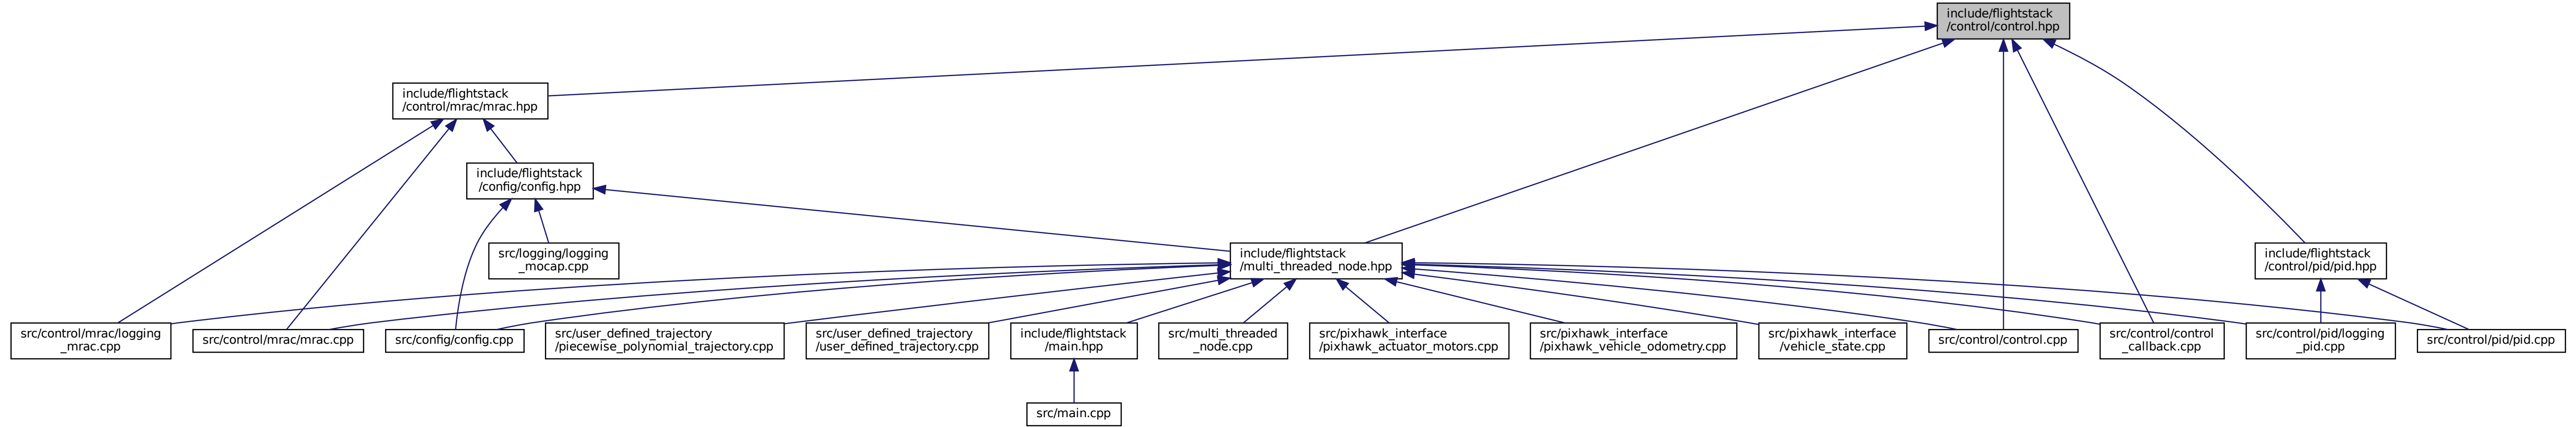 include/flightstack
/control/control.hpp
include/flightstack
/control/mrac/mrac.hpp
include/flightstack
/config/config.hpp
src/logging/logging
_mocap.cpp
include/flightstack
/multi_threaded_node.hpp
include/flightstack
/control/pid/pid.hpp
src/control/mrac/logging
_mrac.cpp
src/control/mrac/mrac.cpp
src/config/config.cpp
src/user_defined_trajectory
/piecewise_polynomial_trajectory.cpp
src/user_defined_trajectory
/user_defined_trajectory.cpp
include/flightstack
/main.hpp
src/multi_threaded
_node.cpp
src/pixhawk_interface
/pixhawk_actuator_motors.cpp
src/pixhawk_interface
/pixhawk_vehicle_odometry.cpp
src/pixhawk_interface
/vehicle_state.cpp
src/control/control.cpp
src/control/control
_callback.cpp
src/control/pid/logging
_pid.cpp
src/control/pid/pid.cpp
src/main.cpp